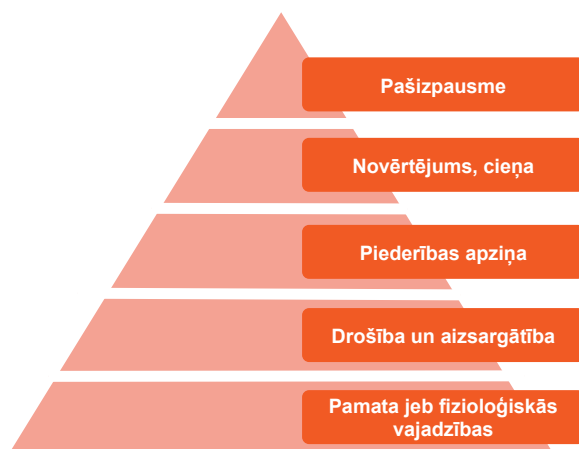 Pašizpausme
Novērtējums, cieņa
Piederības apziņa
Drošība un aizsargātība
Pamata jeb fizioloģiskās
vajadzības